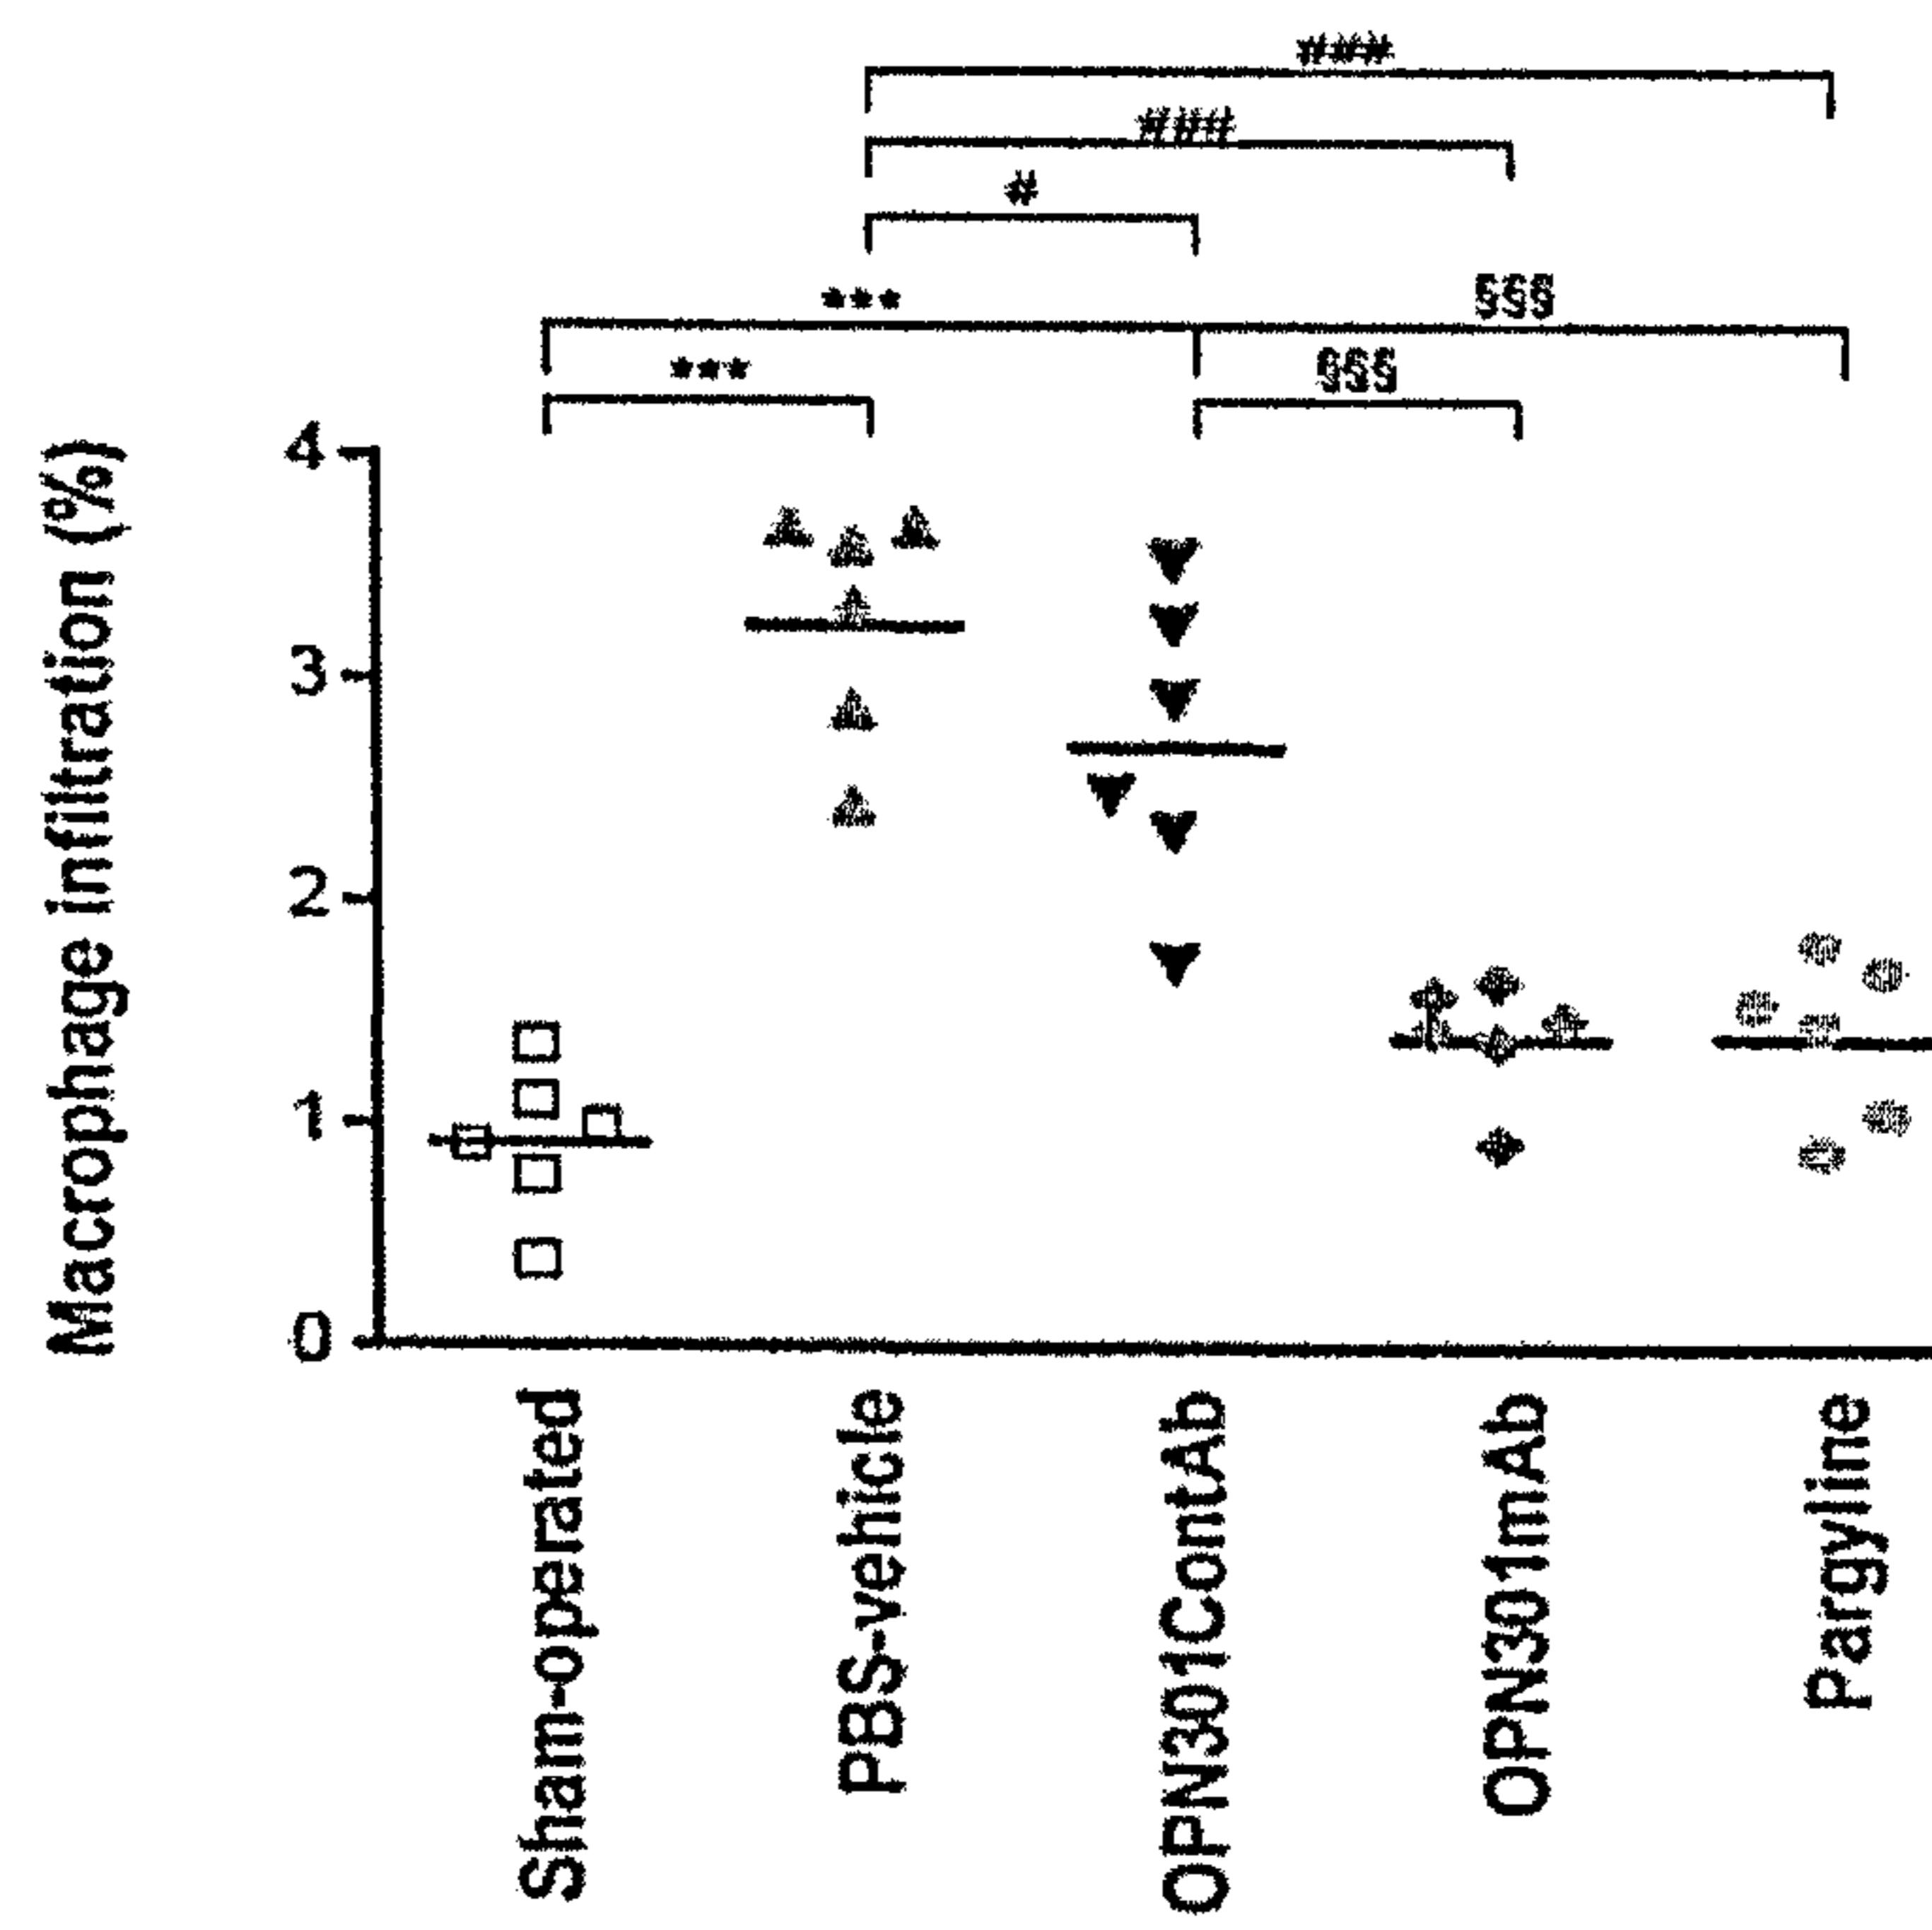 ###
###
#
***
§§§
***
§§§
Macrophage infiltration (%)
4
3
2
1
0
Sham-operated
PBS-vehicle
OPN301ContAb
OPN301mAb
Pargyline